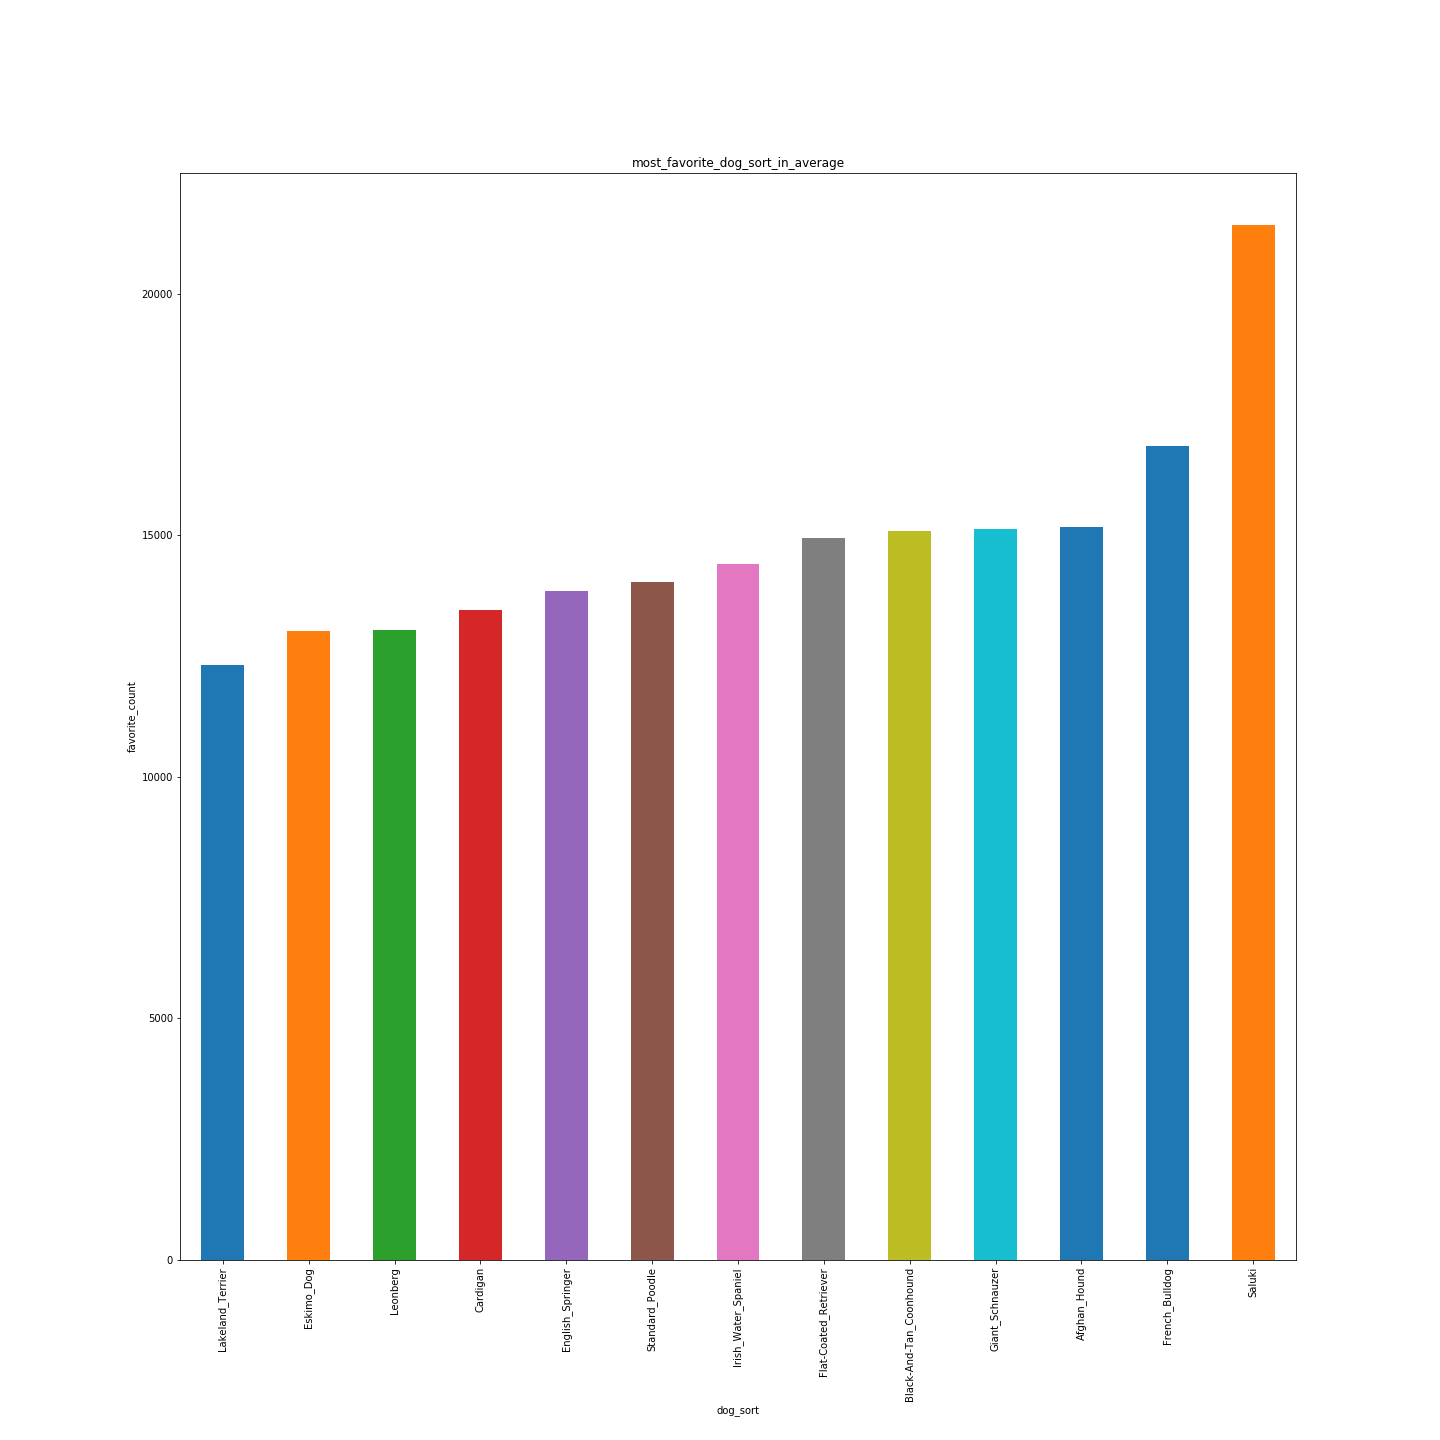 most_favorite_dog_sort_in_average
favorite_count
20000
15000
10000
5000
0
Lakeland_Terrier
Eskimo_Dog
Leonberg
Cardigan
English_Springer
Standard_Poodle
Irish_Water_Spaniel
Flat-Coated_Retriever
Black-And-Tan_Coonhound
Giant_Schnauzer
Afghan_Hound
French_Bulldog
Saluki
dog_sort